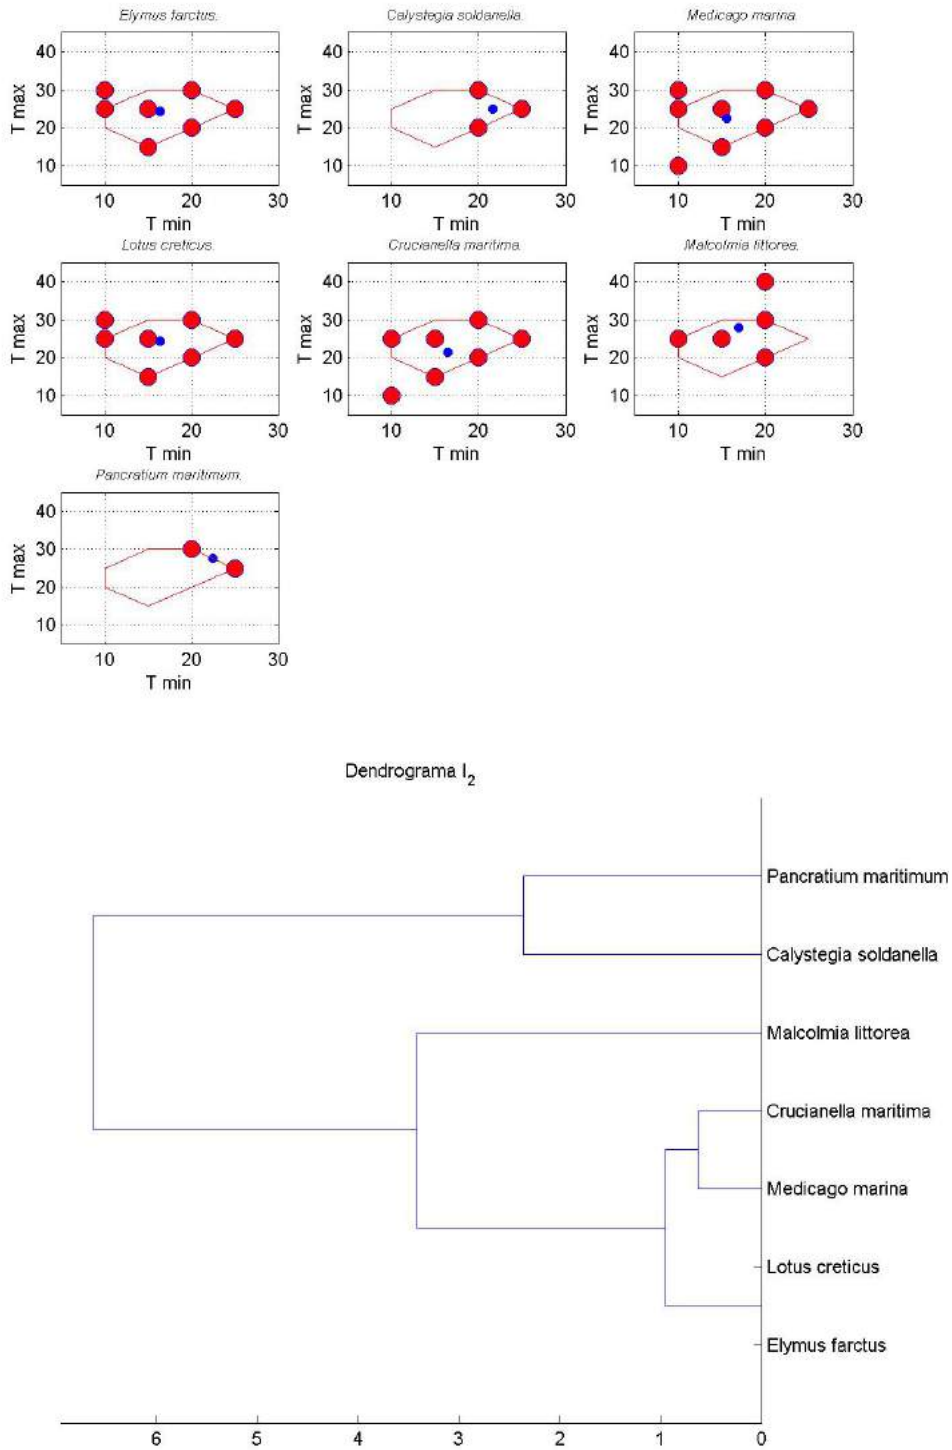 Elymus farctus.
Calystegia soldanella.
Medicago marina.
T max
40
30
20
10
10 20 30
T min
T max
40
30
20
10
10 20 30
T min
T max
40
30
20
10
10 20 30
T min
Lotus creticus.
Crucianella maritima.
Malcolmia littorea.
T max
40
30
20
10
10 20 30
T min
T max
40
30
20
10
10 20 30
T min
T max
40
30
20
10
10 20 30
T min
Pancratium maritimum.
T max
40
30
20
10
10 20 30
T min
Dendrograma I2
Pancratium maritimum
Calystegia soldanella
Malcolmia littorea
Crucianella maritima
Medicago marina
Lotus creticus
Elymus farctus
6 5 4 3 2 1 0